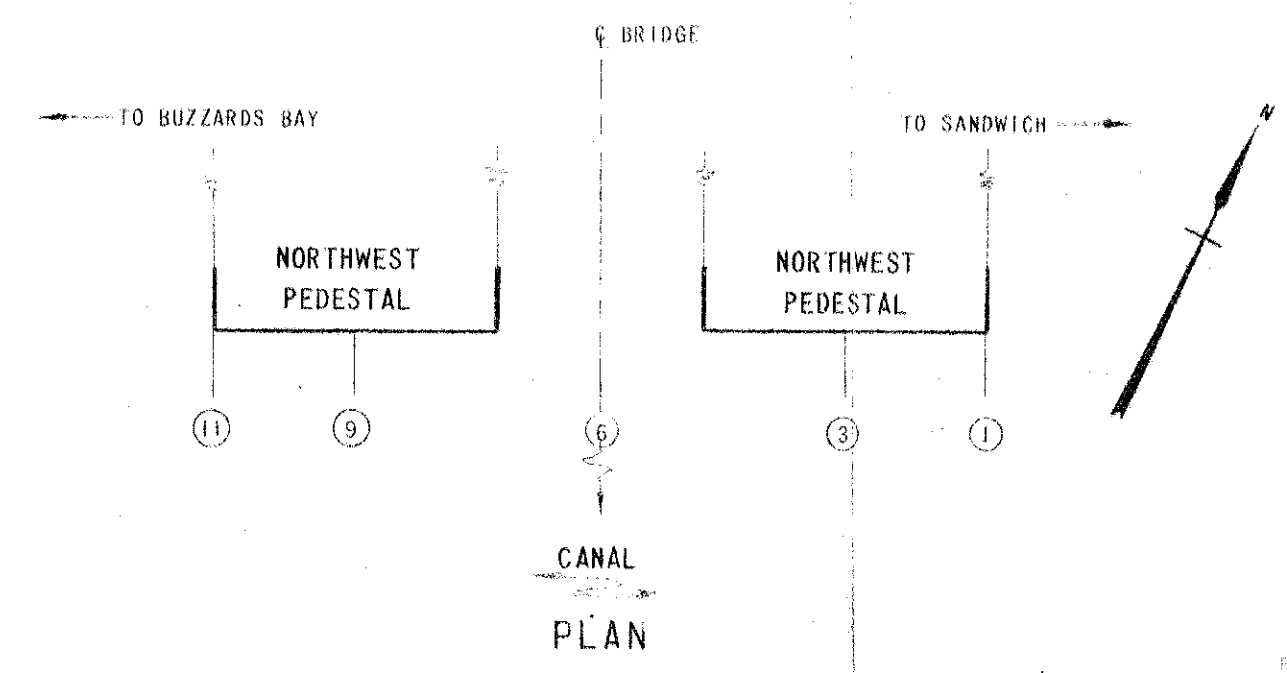 ℄ BRIDGE
TO BUZZARDS BAY
TO SANDWICH
N
NORTHWEST
PEDESTAL
NORTHWEST
PEDESTAL
11
9
6
3
1
CANAL
PLAN